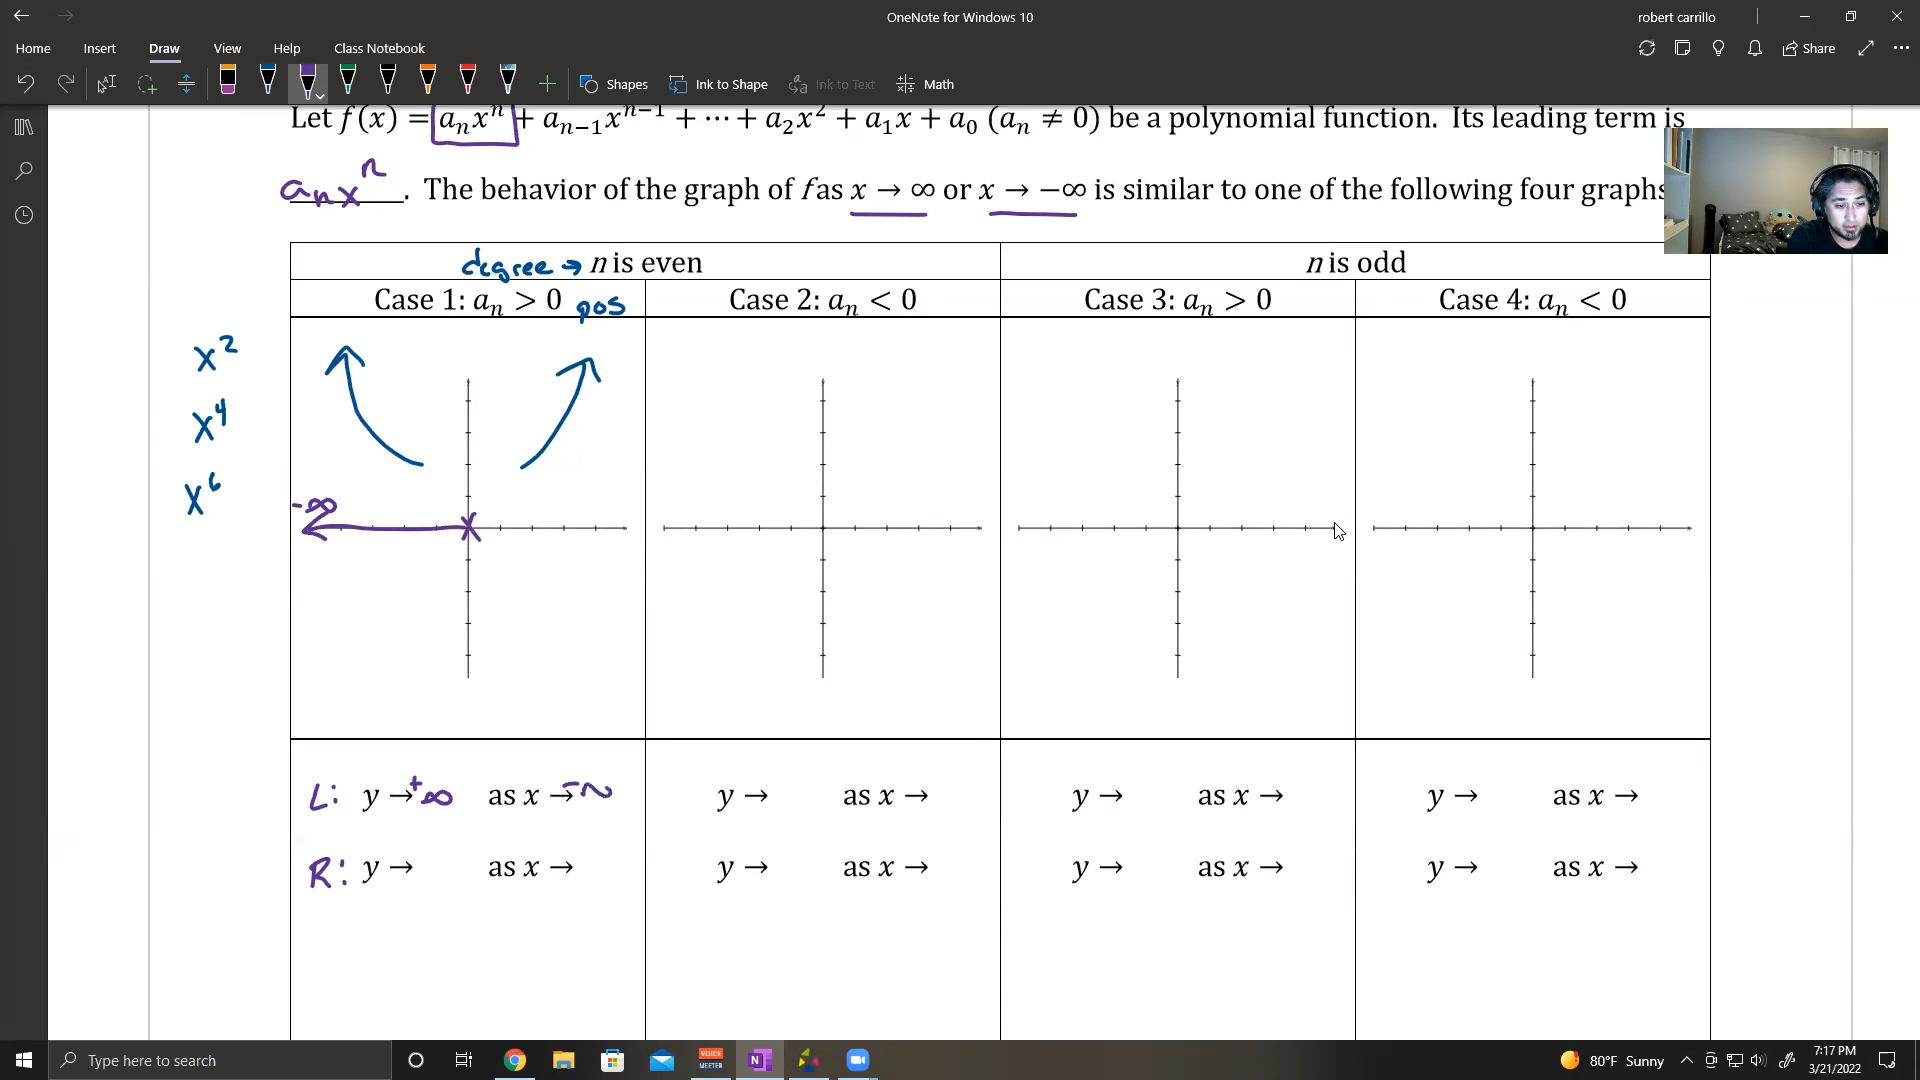 OneNote for Windows 10
robert carrillo
Home Insert Draw View Help Class Notebook
Share
Shapes Ink to Shape Ink to Text Math
Let f(x) = aₙxⁿ + aₙ₋₁xⁿ⁻¹ + ⋯ + a₂x² + a₁x + a₀ (aₙ ≠ 0) be a polynomial function. Its leading term is
aₙxⁿ. The behavior of the graph of f as x → ∞ or x → −∞ is similar to one of the following four graphs
degree → n is even
n is odd
Case 1: aₙ > 0 pos
Case 2: aₙ < 0
Case 3: aₙ > 0
Case 4: aₙ < 0
x²
x⁴
x⁶
-∞
L: y → +∞ as x → -∞
y → as x →
y → as x →
y → as x →
R: y → as x →
y → as x →
y → as x →
y → as x →
Type here to search
VOICE
MEETER
N
80°F Sunny
7:17 PM
3/21/2022